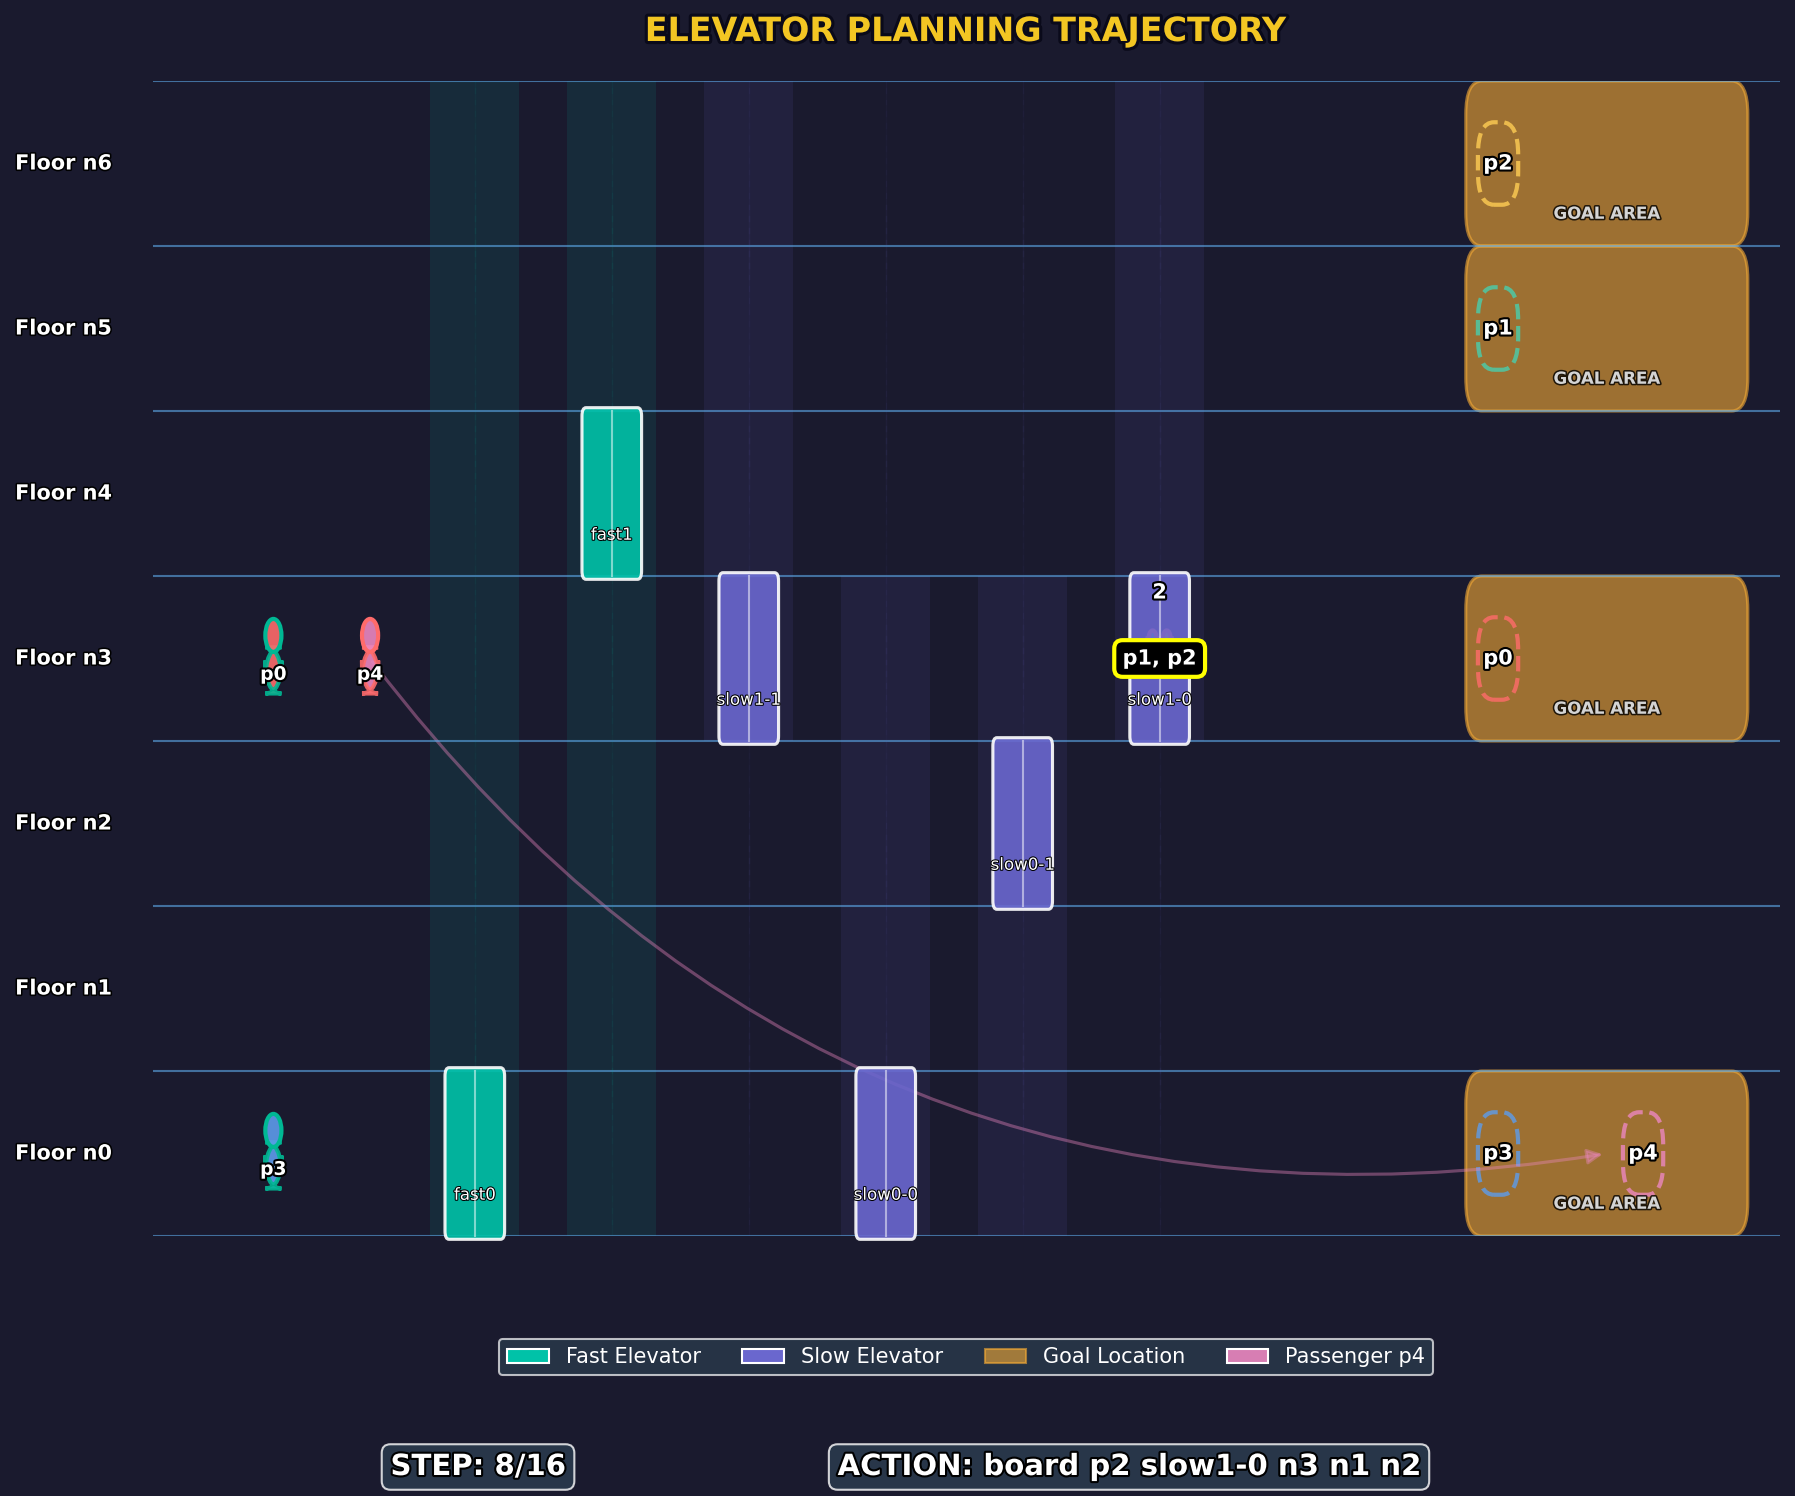 ELEVATOR PLANNING TRAJECTORY
Floor n6
p2
GOAL AREA
Floor n5
p1
GOAL AREA
Floor n4
fast1
Floor n3
p0
p4
slow1-1
2
p1, p2
slow1-0
p0
GOAL AREA
Floor n2
slow0-1
Floor n1
Floor n0
p3
fast0
slow0-0
p3
p4
GOAL AREA
Fast Elevator
Slow Elevator
Goal Location
Passenger p4
STEP: 8/16
ACTION: board p2 slow1-0 n3 n1 n2